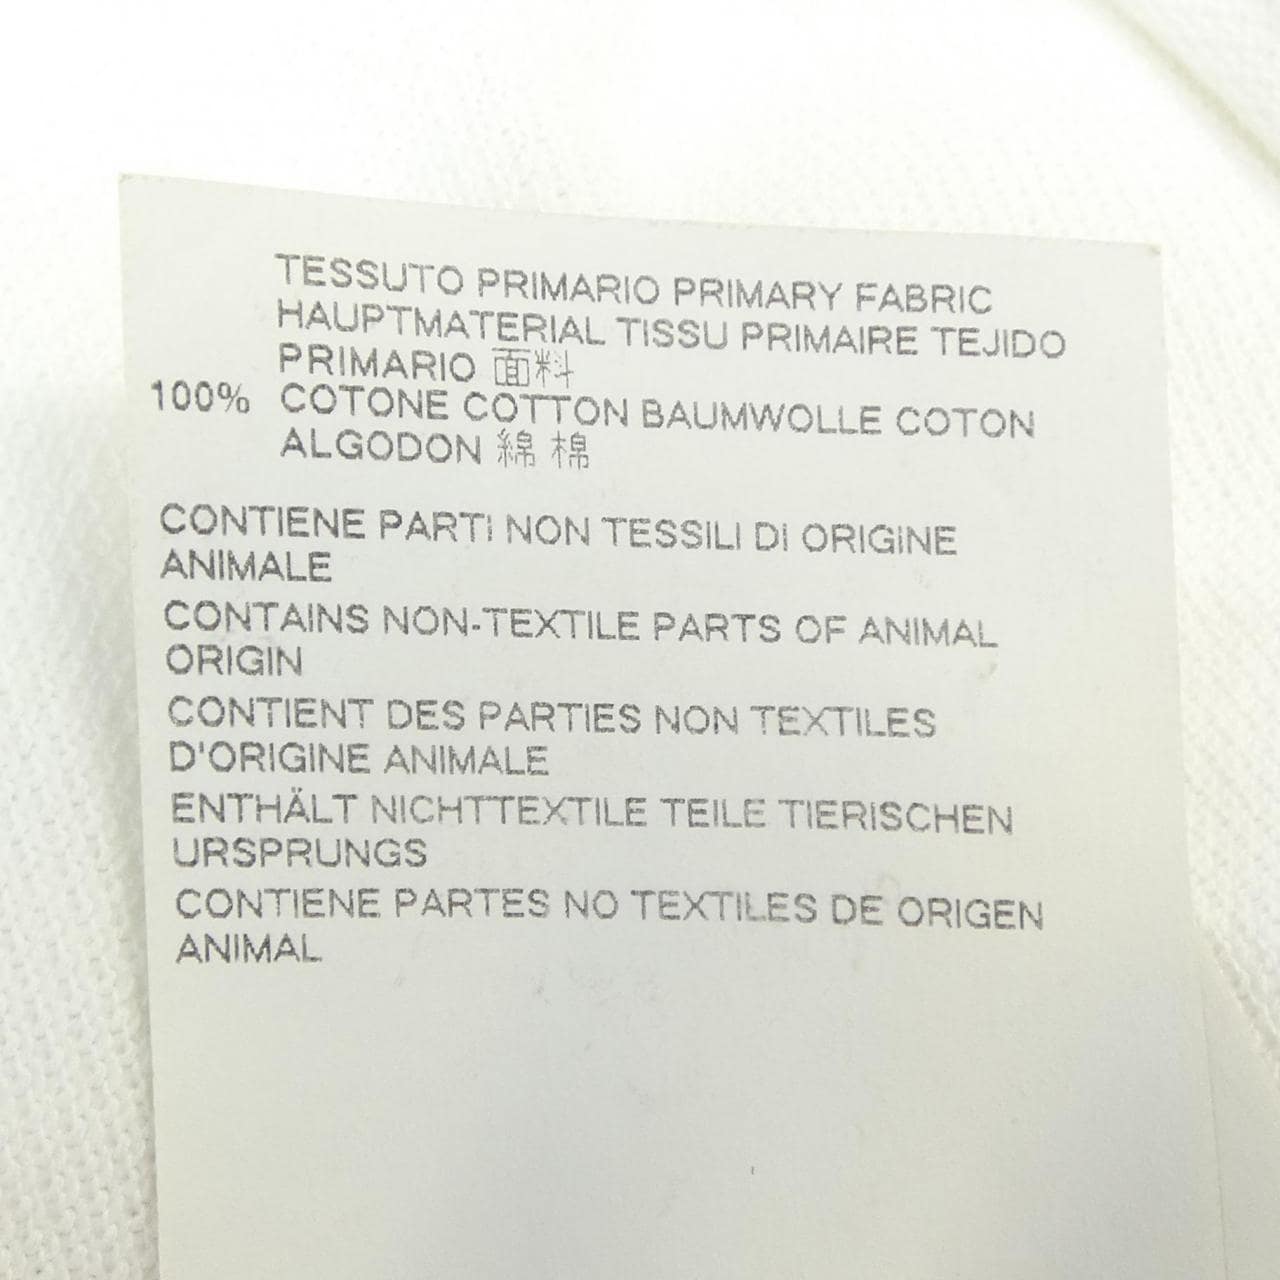 TESSUTO PRIMARIO PRIMARY FABRIC
HAUPTMATERIAL TISSU PRIMAIRE TEJIDO
PRIMARIO 面料
100% COTONE COTTON BAUMWOLLE COTON
ALGODON 綿 棉
CONTIENE PARTI NON TESSILI DI ORIGINE
ANIMALE
CONTAINS NON-TEXTILE PARTS OF ANIMAL
ORIGIN
CONTIENT DES PARTIES NON TEXTILES
D'ORIGINE ANIMALE
ENTHÄLT NICHTTEXTILE TEILE TIERISCHEN
URSPRUNGS
CONTIENE PARTES NO TEXTILES DE ORIGEN
ANIMAL